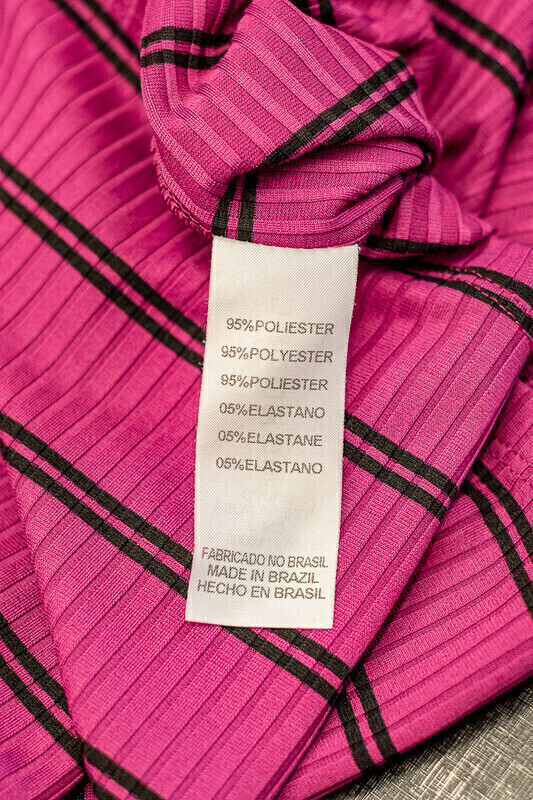 95%POLIESTER
95%POLYESTER
95%POLIESTER
05%ELASTANO
05%ELASTANE
05%ELASTANO
FABRICADO NO BRASIL
MADE IN BRAZIL
HECHO EN BRASIL